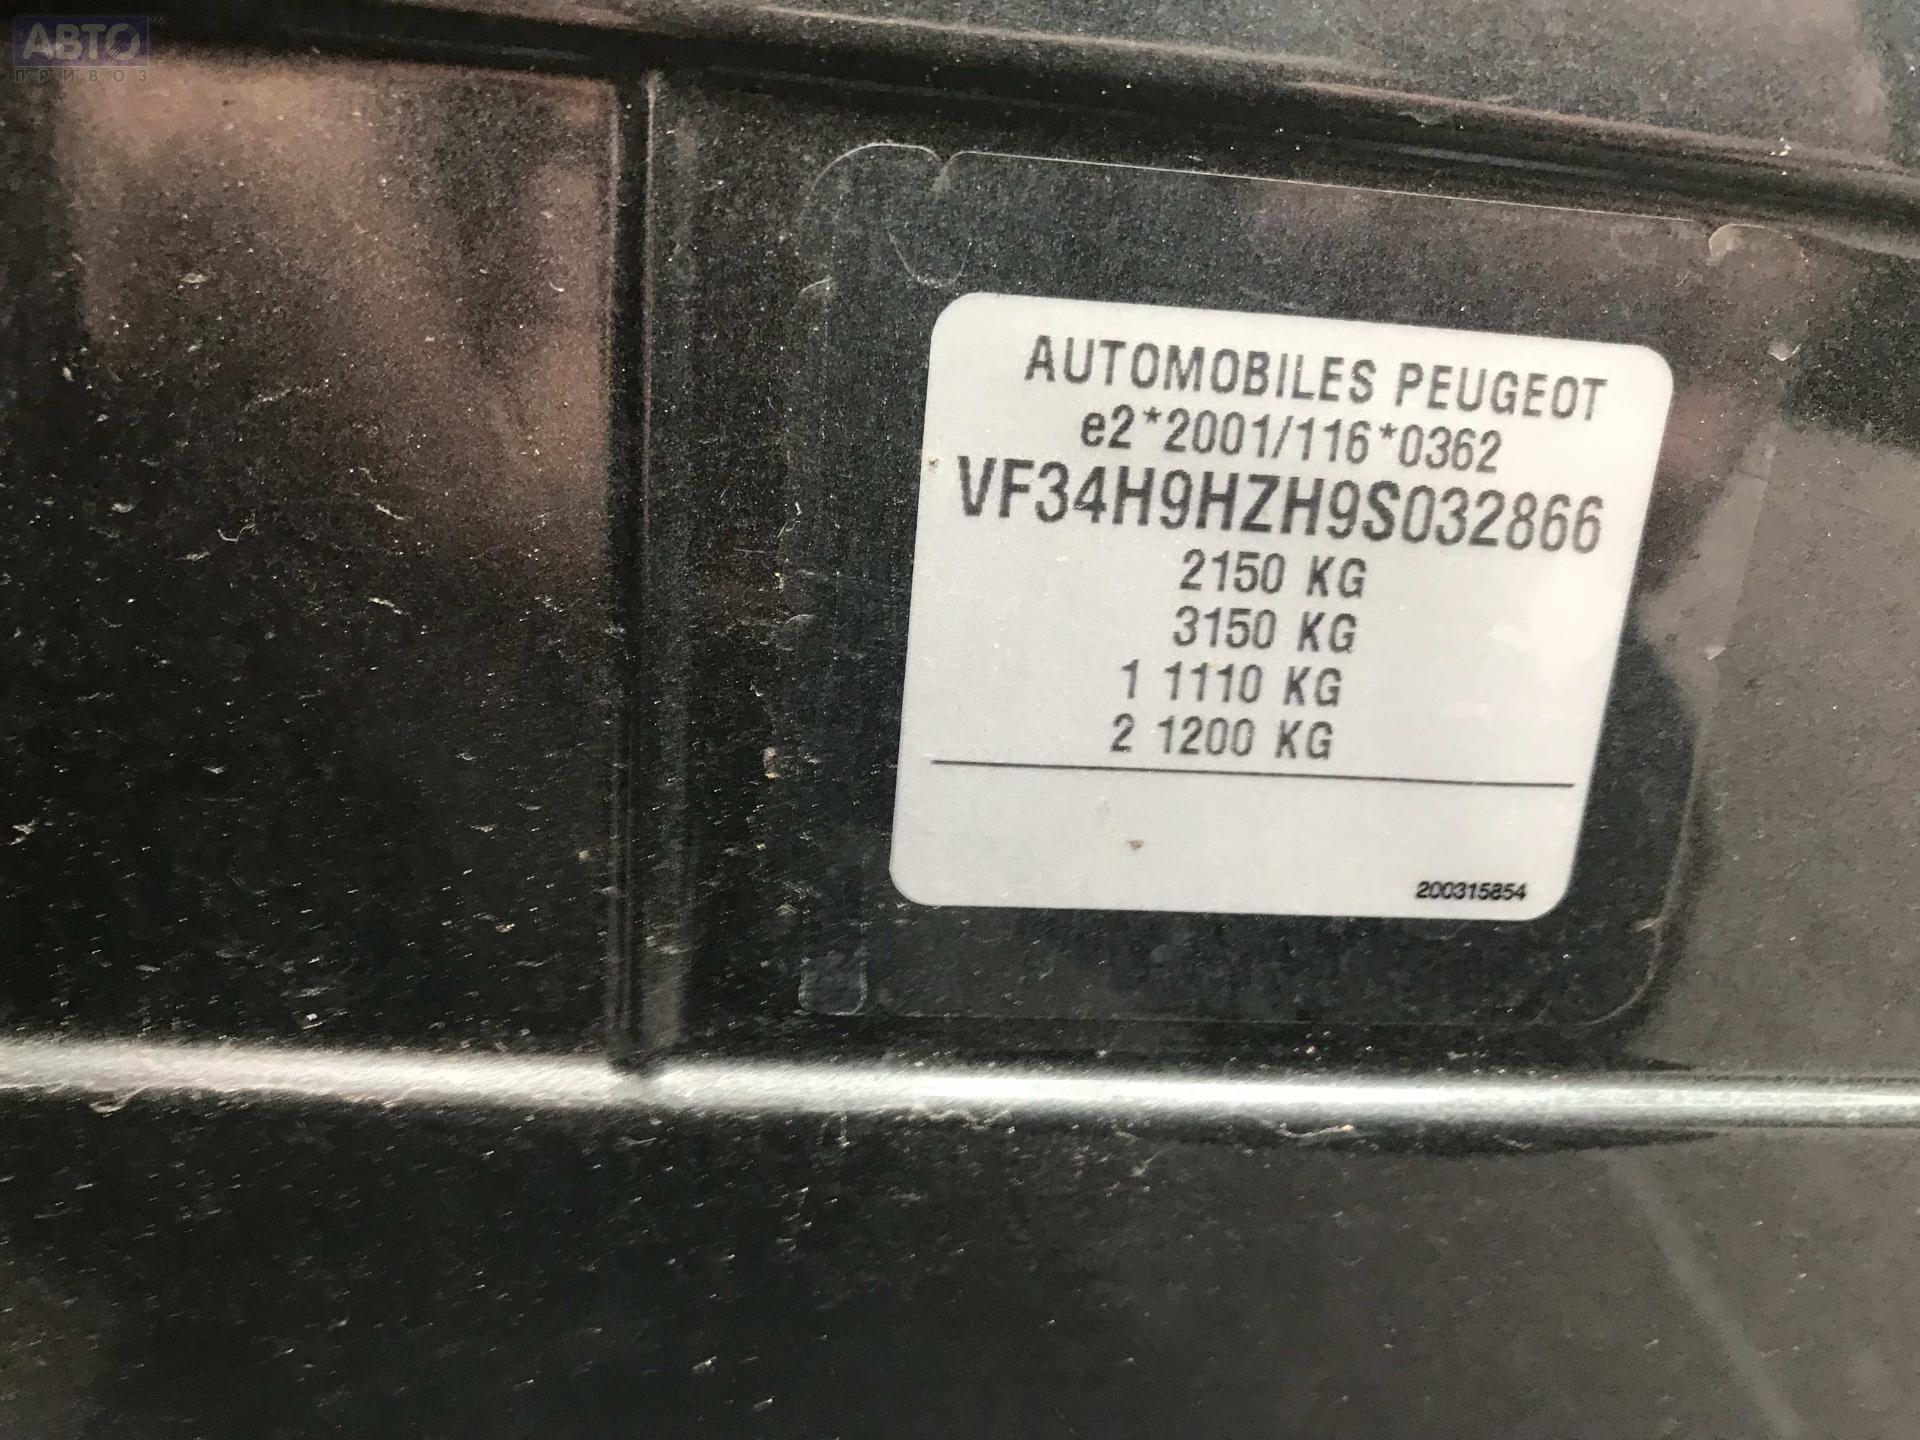 АВТО
ПРИВОЗ
AUTOMOBILES PEUGEOT
e2*2001/116*0362
VF34H9HZH9S032866
2150 KG
3150 KG
1 1110 KG
2 1200 KG
200315854